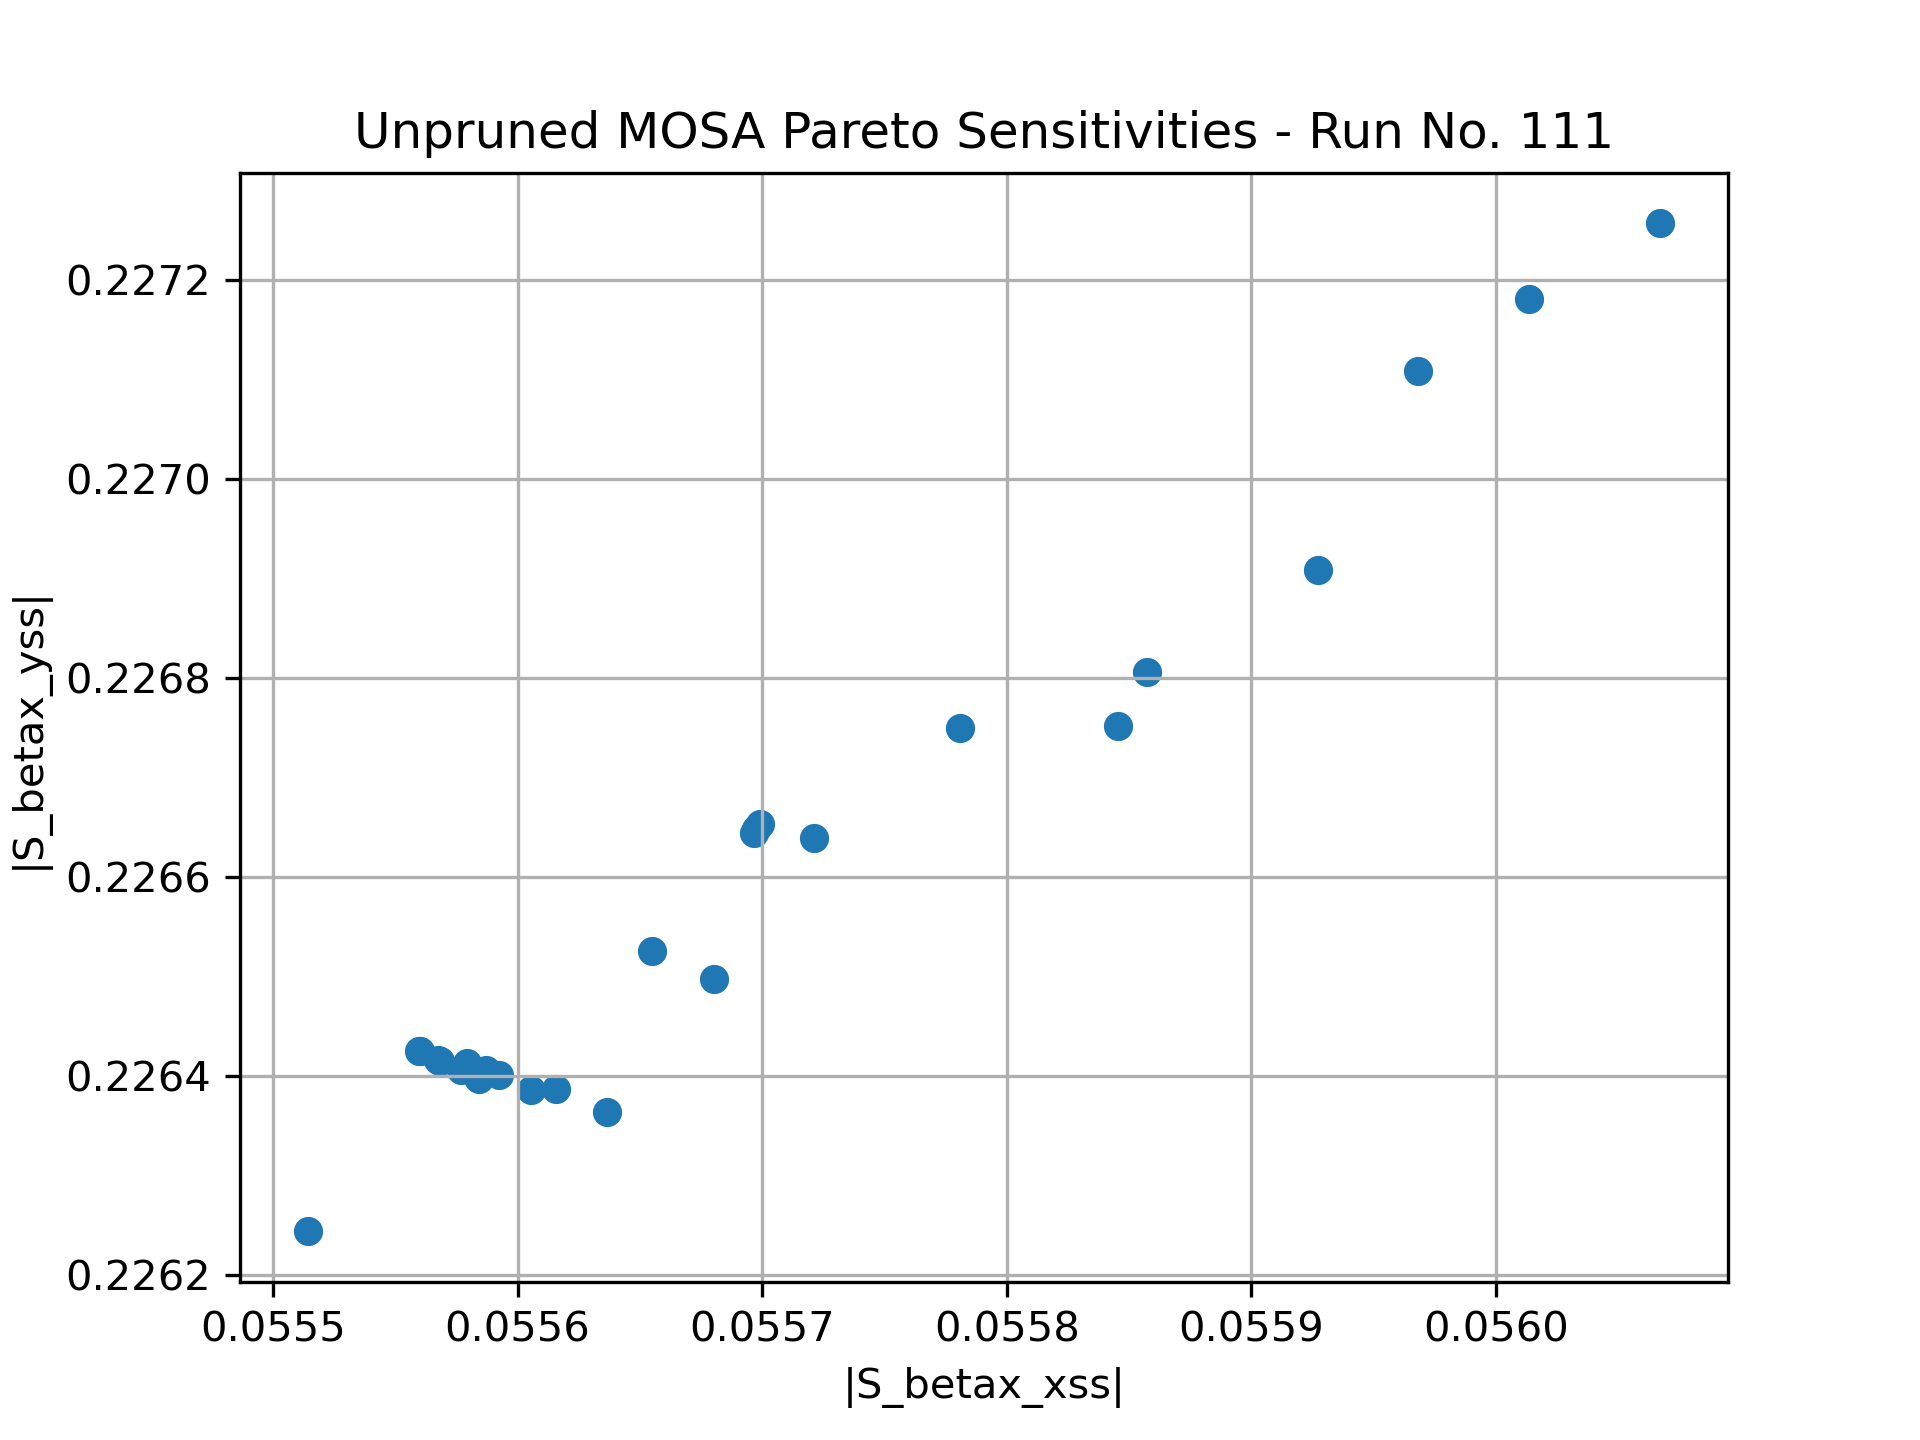 Unpruned MOSA Pareto Sensitivities - Run No. 111
|S_betax_yss|
0.2272
0.2270
0.2268
0.2266
0.2264
0.2262
0.0555 0.0556 0.0557 0.0558 0.0559 0.0560
|S_betax_xss|